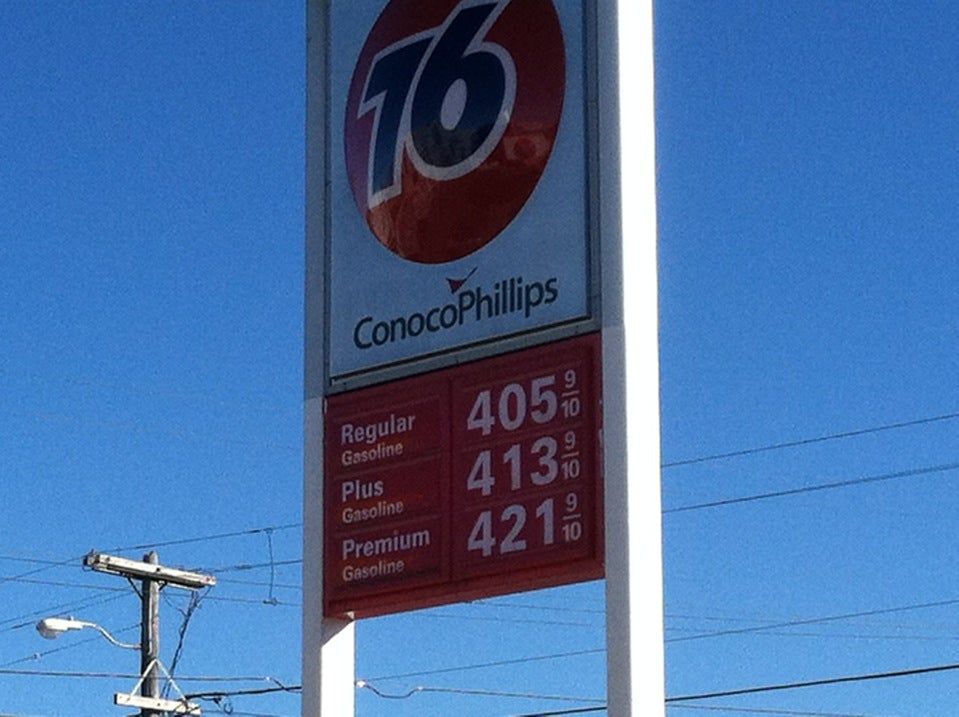 76
ConocoPhillips
Regular 405 9/10
Gasoline
Plus 413 9/10
Gasoline
Premium 421 9/10
Gasoline